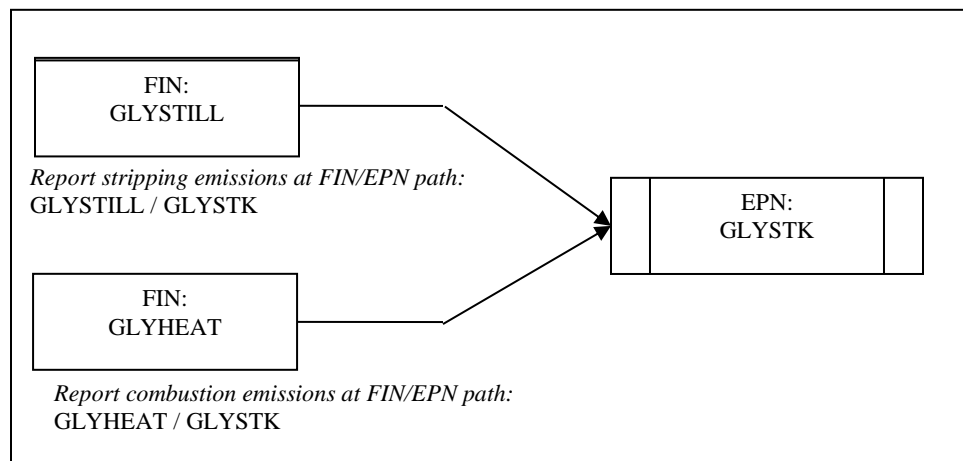 FIN:
GLYSTILL
Report stripping emissions at FIN/EPN path:
GLYSTILL / GLYSTK
EPN:
GLYSTK
FIN:
GLYHEAT
Report combustion emissions at FIN/EPN path:
GLYHEAT / GLYSTK